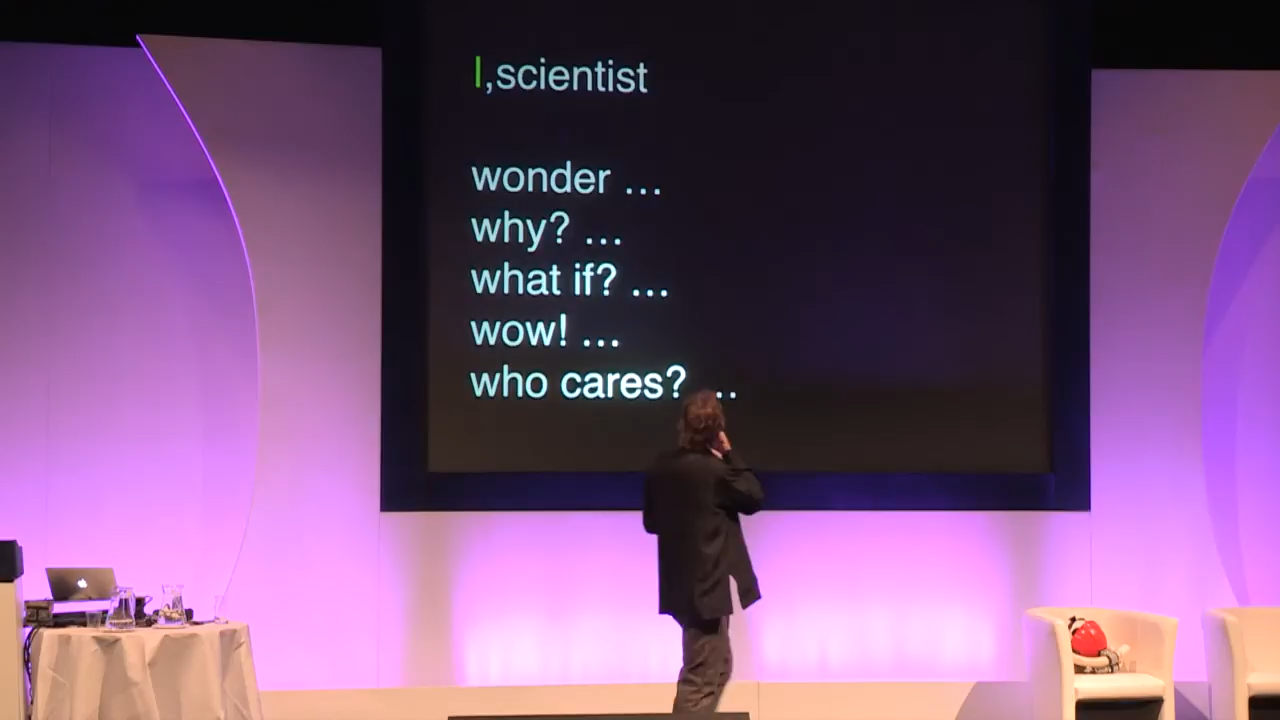 I,scientist
wonder ...
why? ...
what if? ...
wow! ...
who cares? ...